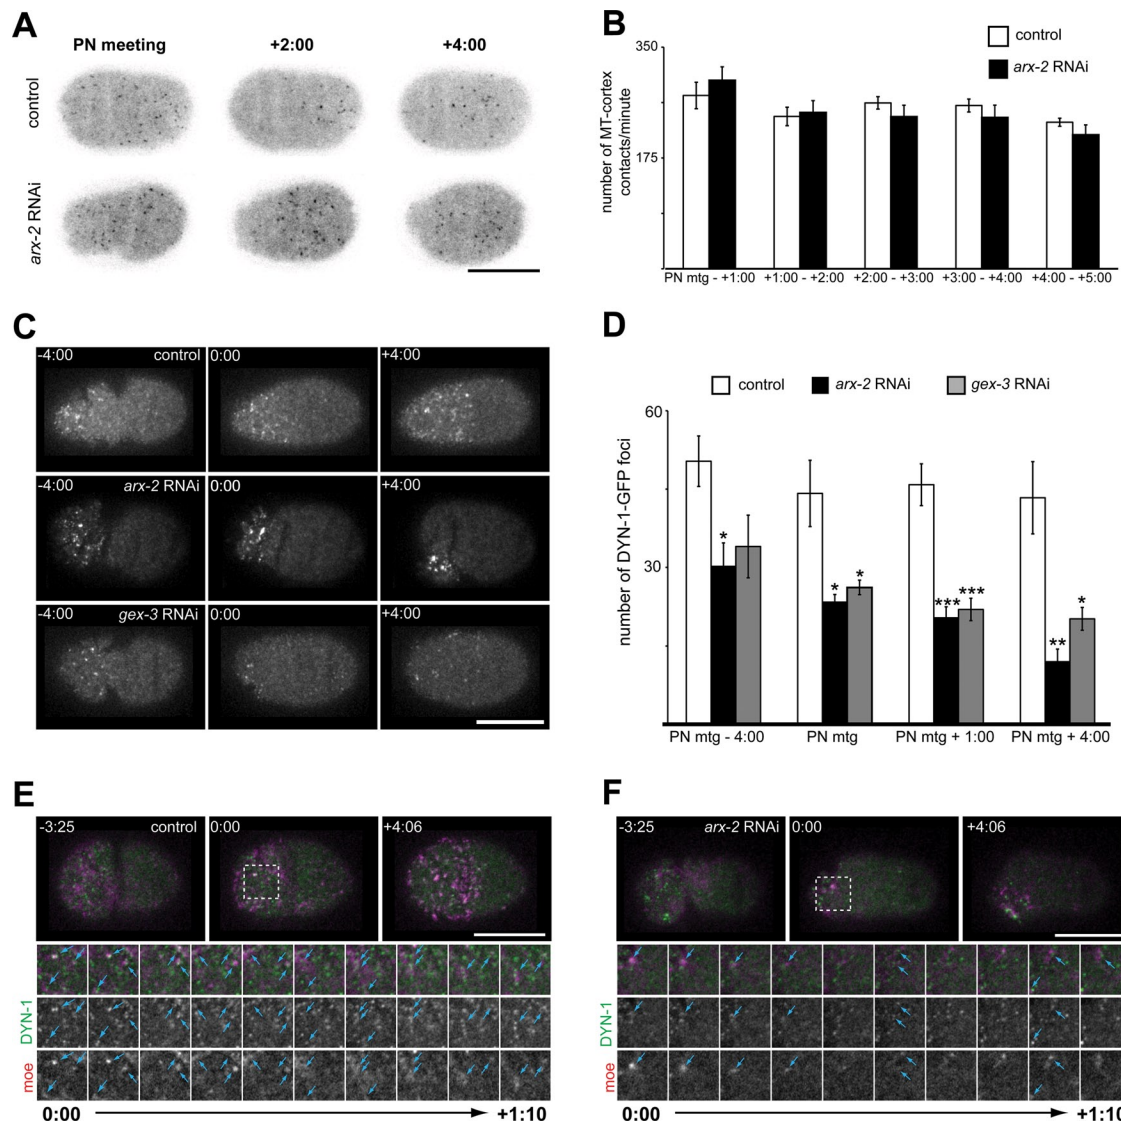 A
PN meeting +2:00 +4:00
control
arx-2 RNAi
B
control
arx-2 RNAi
350
175
number of MT-cortex
contacts/minute
PN mtg - +1:00 +1:00 - +2:00 +2:00 - +3:00 +3:00 - +4:00 +4:00 - +5:00
C
-4:00 control 0:00 +4:00
-4:00 arx-2 RNAi 0:00 +4:00
-4:00 gex-3 RNAi 0:00 +4:00
D
control arx-2 RNAi gex-3 RNAi
60
30
number of DYN-1-GFP foci
* * * *** *** ** *
PN mtg - 4:00 PN mtg PN mtg + 1:00 PN mtg + 4:00
E
-3:25 control 0:00 +4:06
DYN-1
moe
0:00 +1:10
F
-3:25 arx-2 RNAi 0:00 +4:06
DYN-1
moe
0:00 +1:10